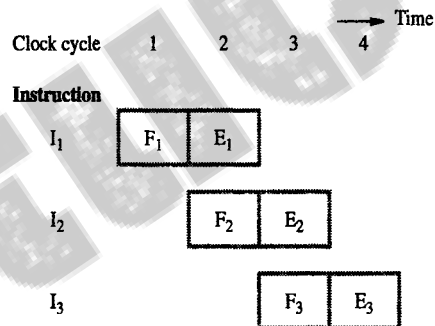 Time
Clock cycle 1 2 3 4
Instruction
I₁ F₁ E₁
I₂ F₂ E₂
I₃ F₃ E₃